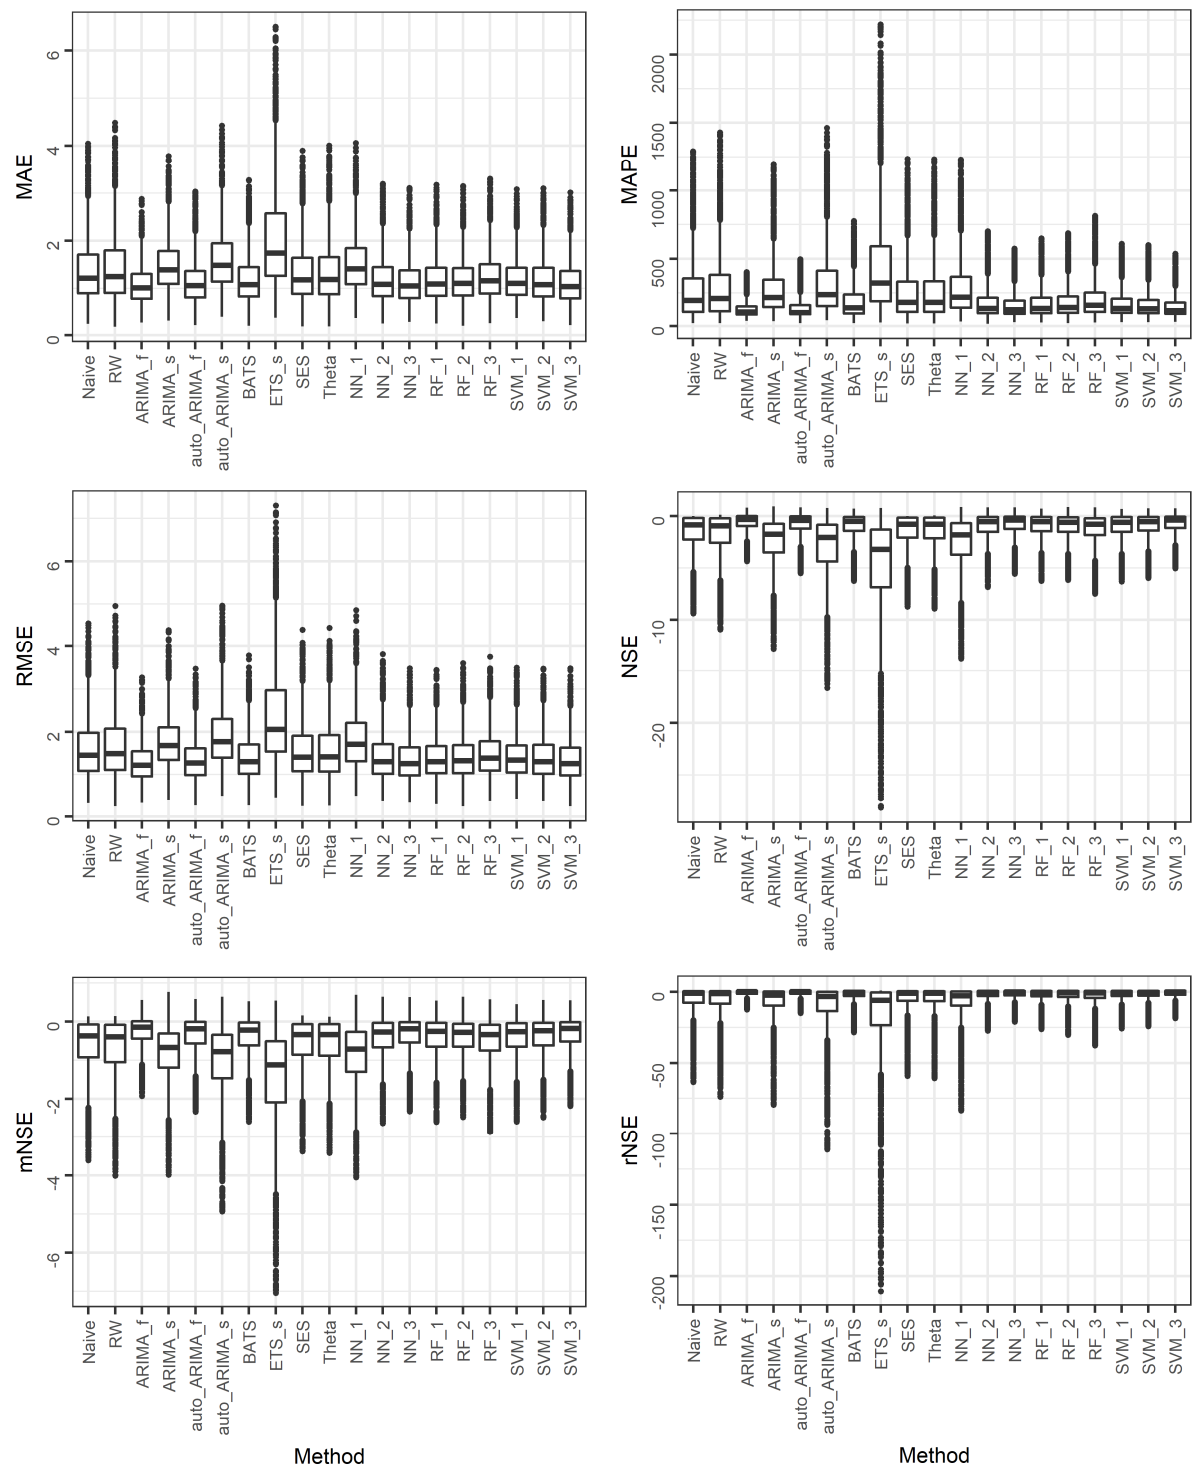 MAE
6
4
2
0
Naive
RW
ARIMA_f
ARIMA_s
auto_ARIMA_f
auto_ARIMA_s
BATS
ETS_s
SES
Theta
NN_1
NN_2
NN_3
RF_1
RF_2
RF_3
SVM_1
SVM_2
SVM_3
MAPE
2000
1500
1000
500
0
Naive
RW
ARIMA_f
ARIMA_s
auto_ARIMA_f
auto_ARIMA_s
BATS
ETS_s
SES
Theta
NN_1
NN_2
NN_3
RF_1
RF_2
RF_3
SVM_1
SVM_2
SVM_3
RMSE
6
4
2
0
Naive
RW
ARIMA_f
ARIMA_s
auto_ARIMA_f
auto_ARIMA_s
BATS
ETS_s
SES
Theta
NN_1
NN_2
NN_3
RF_1
RF_2
RF_3
SVM_1
SVM_2
SVM_3
NSE
0
-10
-20
Naive
RW
ARIMA_f
ARIMA_s
auto_ARIMA_f
auto_ARIMA_s
BATS
ETS_s
SES
Theta
NN_1
NN_2
NN_3
RF_1
RF_2
RF_3
SVM_1
SVM_2
SVM_3
mNSE
0
-2
-4
-6
Naive
RW
ARIMA_f
ARIMA_s
auto_ARIMA_f
auto_ARIMA_s
BATS
ETS_s
SES
Theta
NN_1
NN_2
NN_3
RF_1
RF_2
RF_3
SVM_1
SVM_2
SVM_3
Method
rNSE
0
-50
-100
-150
-200
Naive
RW
ARIMA_f
ARIMA_s
auto_ARIMA_f
auto_ARIMA_s
BATS
ETS_s
SES
Theta
NN_1
NN_2
NN_3
RF_1
RF_2
RF_3
SVM_1
SVM_2
SVM_3
Method